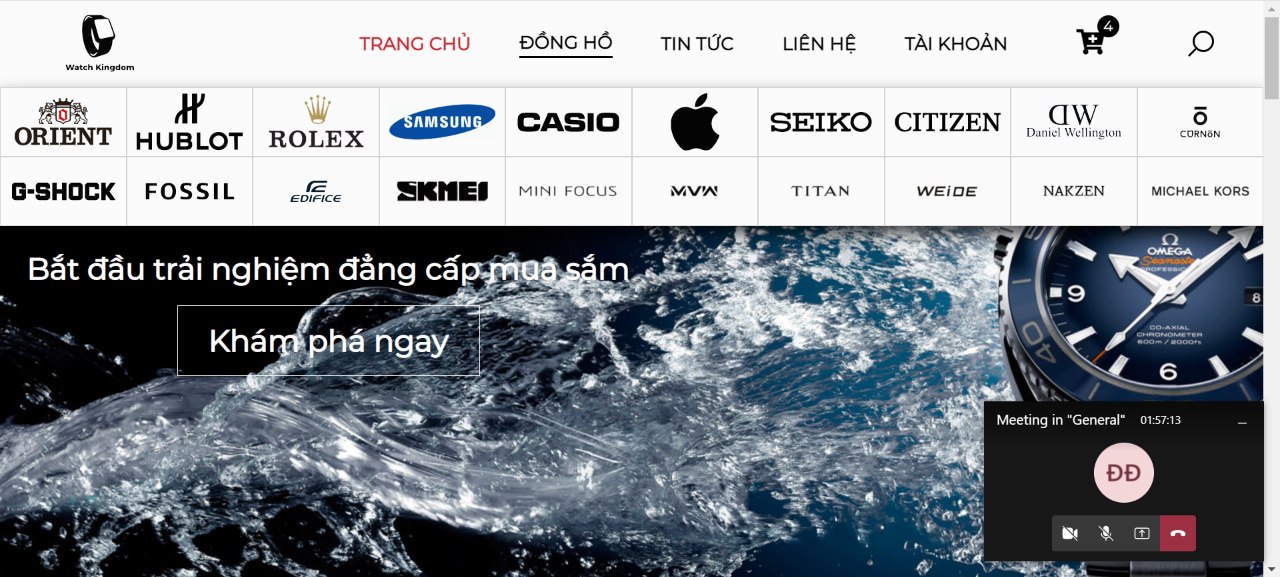 Watch Kingdom
TRANG CHỦ
ĐỒNG HỒ
TIN TỨC
LIÊN HỆ
TÀI KHOẢN
4
ORIENT
HUBLOT
ROLEX
SAMSUNG
CASIO
SEIKO
CITIZEN
DW
Daniel Wellington
ō
CŪRNŌN
G-SHOCK
FOSSIL
EDIFICE
SKMEI
MINI FOCUS
MVW
TITAN
WEiDE
NAKZEN
MICHAEL KORS
Bắt đầu trải nghiệm đẳng cấp mua sắm
Khám phá ngay
Ω
OMEGA
Seamaster
PROFESSIONAL
9
8
CO-AXIAL
CHRONOMETER
600m / 2000ft
40
6
Meeting in "General" 01:57:13
ĐĐ